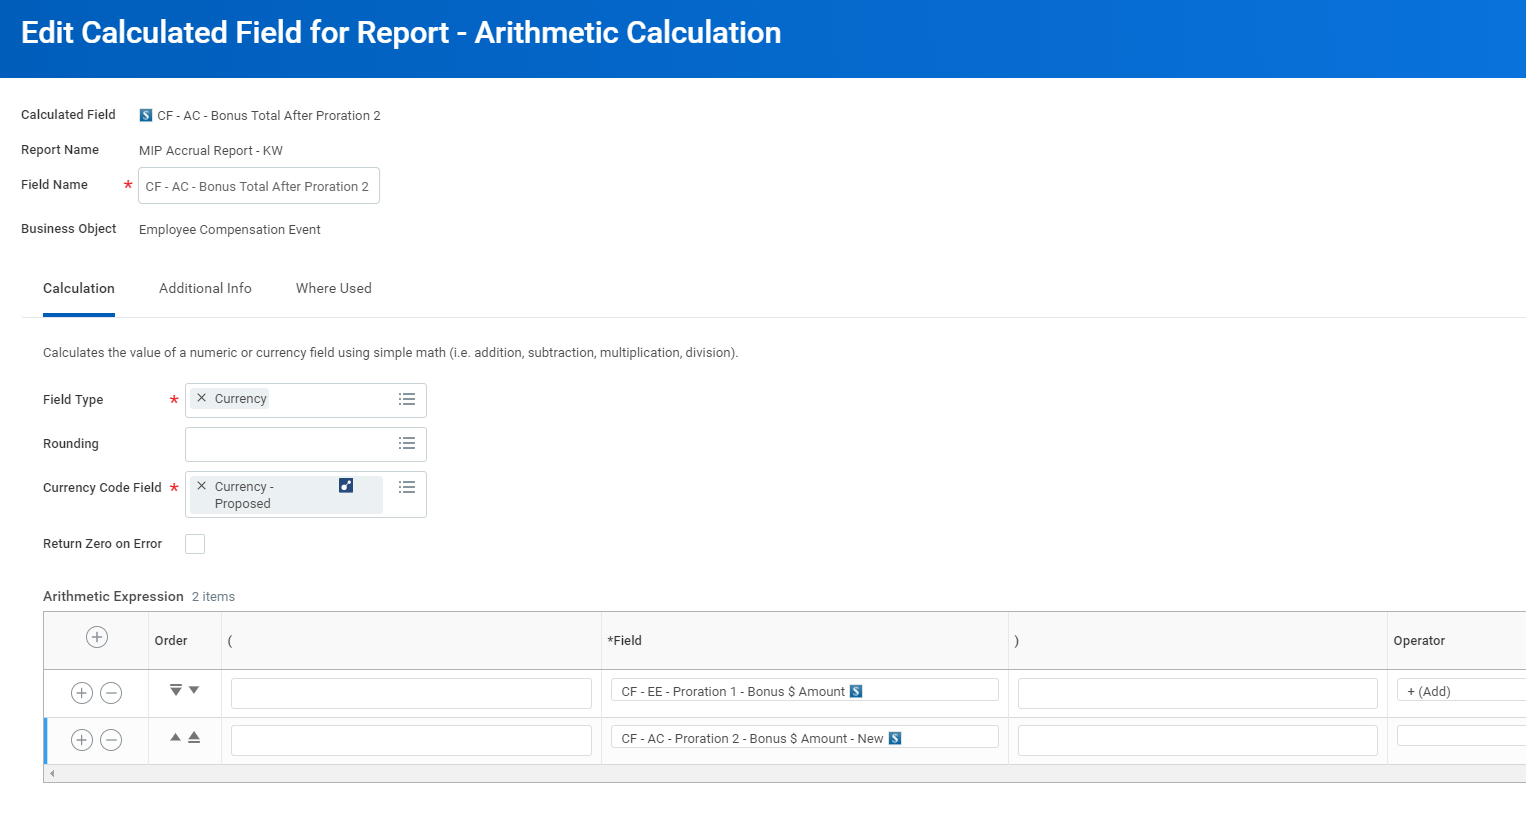 Edit Calculated Field for Report - Arithmetic Calculation
Calculated Field CF - AC - Bonus Total After Proration 2
Report Name MIP Accrual Report - KW
Field Name * CF - AC - Bonus Total After Proration 2
Business Object Employee Compensation Event
Calculation Additional Info Where Used
Calculates the value of a numeric or currency field using simple math (i.e. addition, subtraction, multiplication, division).
Field Type * × Currency
Rounding
Currency Code Field * × Currency -
Proposed
Return Zero on Error
Arithmetic Expression 2 items
Order ( *Field ) Operator
CF - EE - Proration 1 - Bonus $ Amount + (Add)
CF - AC - Proration 2 - Bonus $ Amount - New